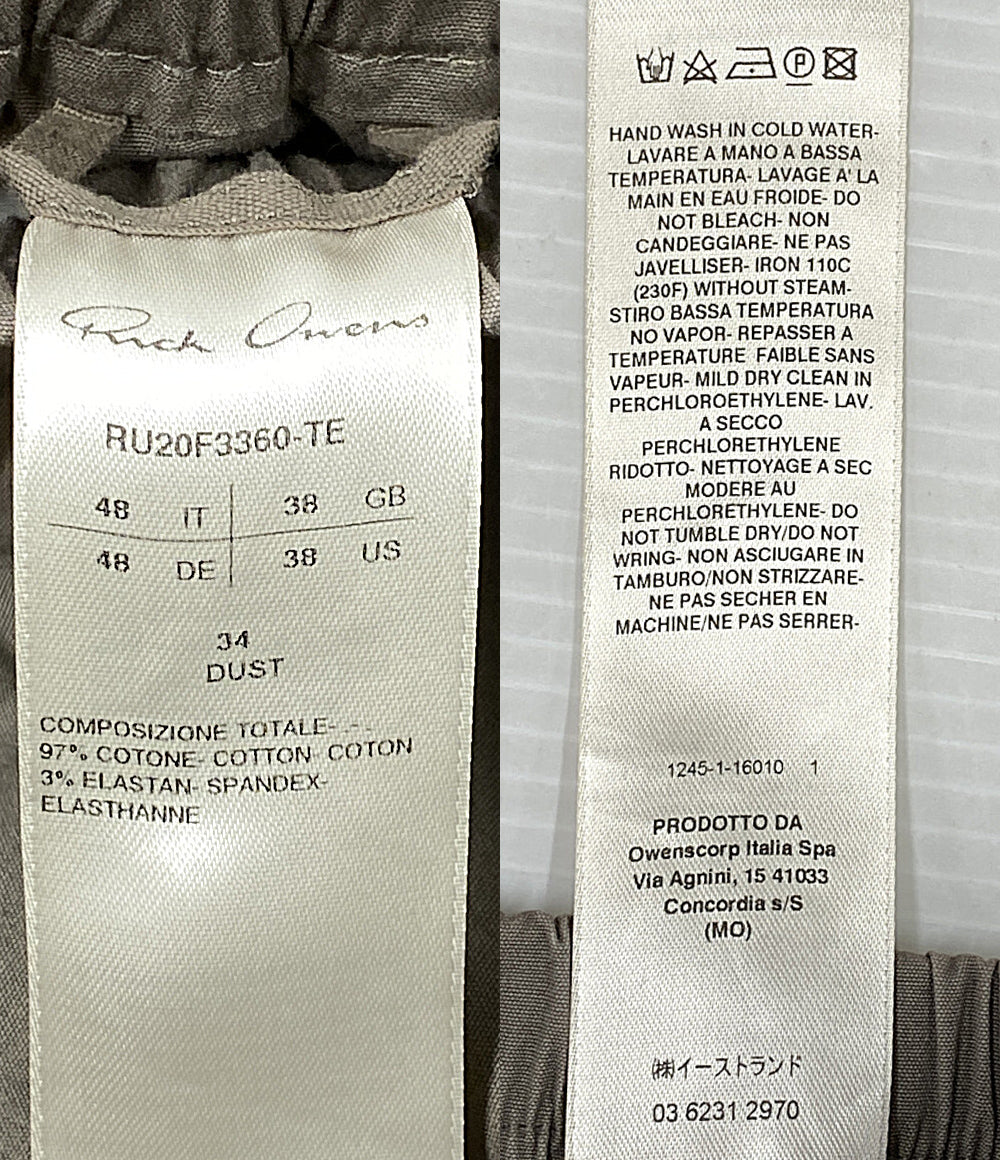 Rick Owens
RU20F3360-TE
48 IT 38 GB
48 DE 38 US
34
DUST
COMPOSIZIONE TOTALE- -
97% COTONE- COTTON- COTON
3% ELASTAN- SPANDEX-
ELASTHANNE
P
HAND WASH IN COLD WATER-
LAVARE A MANO A BASSA
TEMPERATURA- LAVAGE A' LA
MAIN EN EAU FROIDE- DO
NOT BLEACH- NON
CANDEGGIARE- NE PAS
JAVELLISER- IRON 110C
(230F) WITHOUT STEAM-
STIRO BASSA TEMPERATURA
NO VAPOR- REPASSER A
TEMPERATURE FAIBLE SANS
VAPEUR- MILD DRY CLEAN IN
PERCHLOROETHYLENE- LAV.
A SECCO
PERCHLORETHYLENE
RIDOTTO- NETTOYAGE A SEC
MODERE AU
PERCHLORETHYLENE- DO
NOT TUMBLE DRY/DO NOT
WRING- NON ASCIUGARE IN
TAMBURO/NON STRIZZARE-
NE PAS SECHER EN
MACHINE/NE PAS SERRER-
1245-1-16010 1
PRODOTTO DA
Owenscorp Italia Spa
Via Agnini, 15 41033
Concordia s/S
(MO)
㈱イーストランド
03 6231 2970